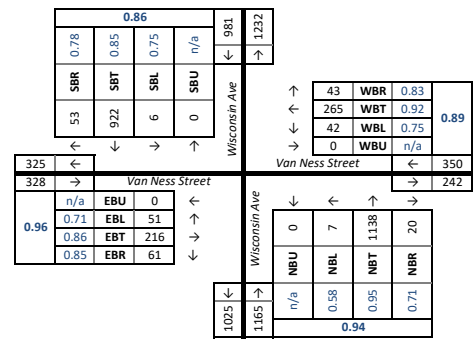 0.86
0.78 0.85 0.75 n/a
SBR SBT SBL SBU
53 922 6 0
← ↓ → ↑
981 1232
↓ ↑
Wisconsin Ave
↑ 43 WBR 0.83
← 265 WBT 0.92
↓ 42 WBL 0.75
→ 0 WBU n/a
0.89
325 ←
Van Ness Street
← 350
328 →
Van Ness Street
→ 242
0.96
n/a EBU 0 ←
0.71 EBL 51 ↑
0.86 EBT 216 →
0.85 EBR 61 ↓
Wisconsin Ave
↓ ← ↑ →
0 7 1138 20
NBU NBL NBT NBR
n/a 0.58 0.95 0.71
0.94
↓ ↑
1025 1165